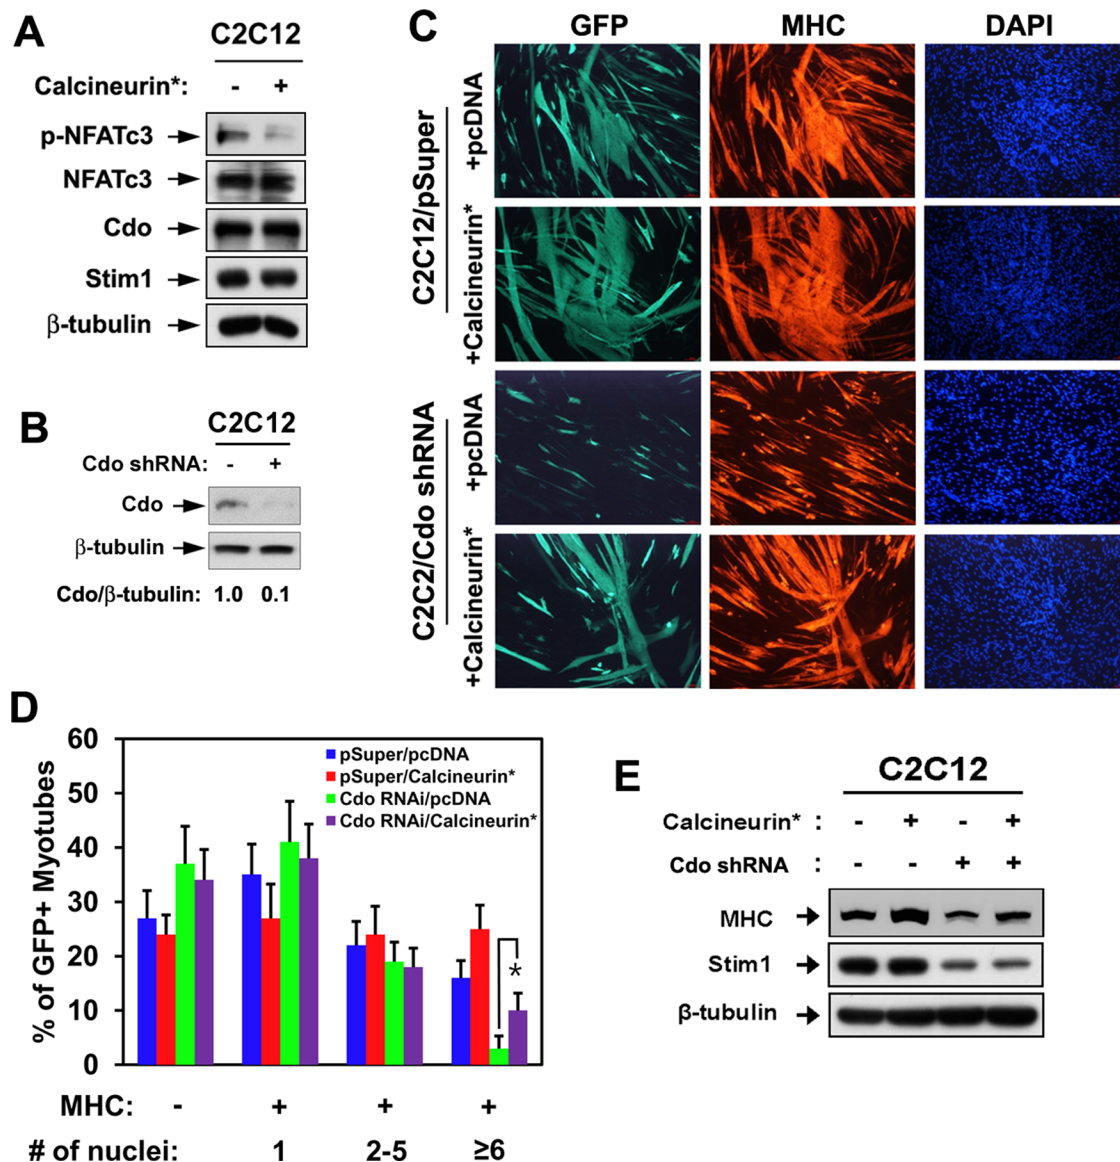 A
C2C12
Calcineurin*: - +
p-NFATc3
NFATc3
Cdo
Stim1
β-tubulin
B
C2C12
Cdo shRNA: - +
Cdo
β-tubulin
Cdo/β-tubulin: 1.0 0.1
C
GFP MHC DAPI
C2C12/pSuper
+pcDNA
+Calcineurin*
C2C2/Cdo shRNA
+pcDNA
+Calcineurin*
D
% of GFP+ Myotubes
60
50
40
30
20
10
0
pSuper/pcDNA
pSuper/Calcineurin*
Cdo RNAi/pcDNA
Cdo RNAi/Calcineurin*
*
MHC: - + + +
# of nuclei: 1 2-5 ≥6
E
C2C12
Calcineurin* : - + - +
Cdo shRNA : - - + +
MHC
Stim1
β-tubulin